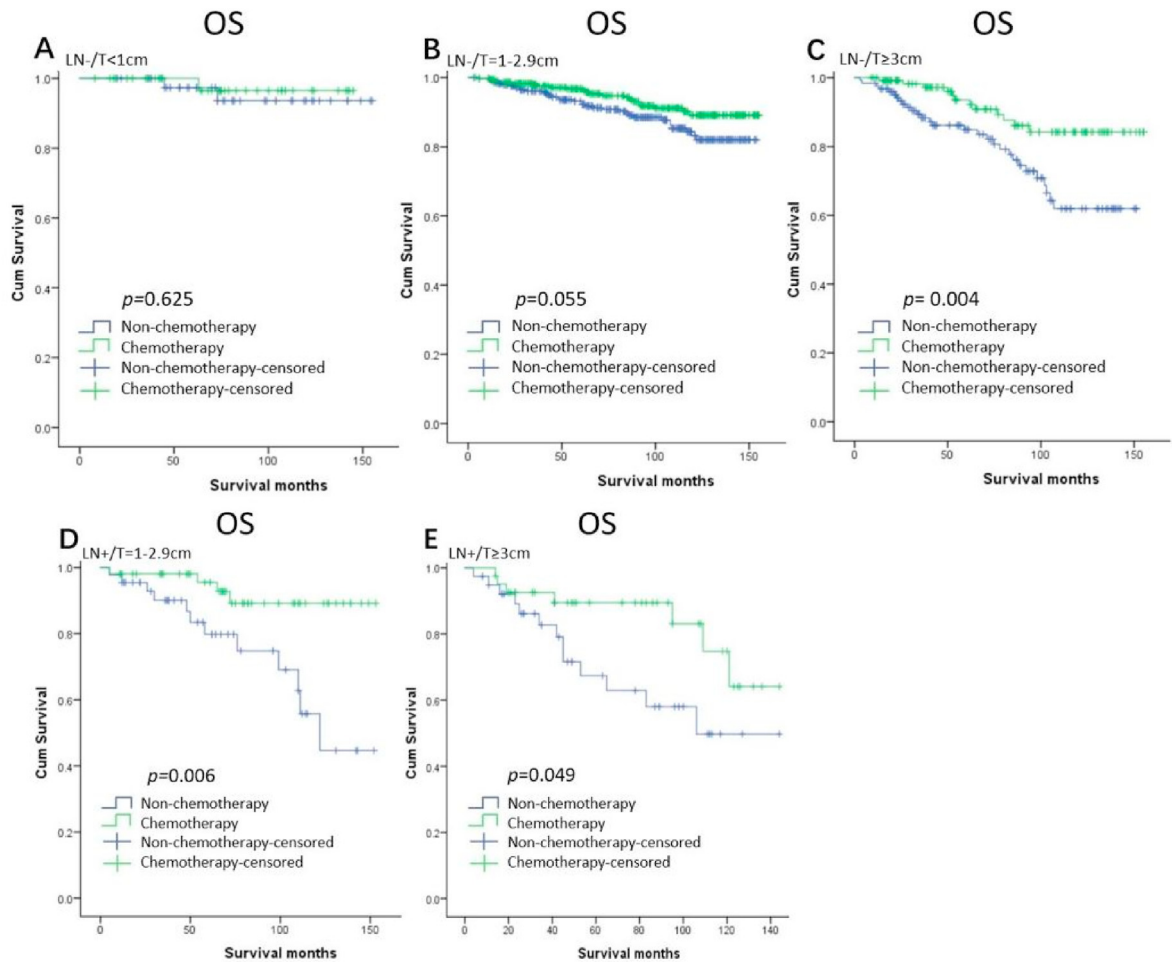 OS
A
LN-/T<1cm
1.0
0.8
0.6
0.4
0.2
0.0
Cum Survival
p=0.625
Non-chemotherapy
Chemotherapy
Non-chemotherapy-censored
Chemotherapy-censored
0 50 100 150
Survival months
B
LN-/T=1-2.9cm
1.0
0.8
0.6
0.4
0.2
0.0
Cum Survival
p=0.055
Non-chemotherapy
Chemotherapy
Non-chemotherapy-censored
Chemotherapy-censored
0 50 100 150
Survival months
OS
C
LN-/T≥3cm
1.0
0.8
0.6
0.4
0.2
0.0
Cum Survival
p= 0.004
Non-chemotherapy
Chemotherapy
Non-chemotherapy-censored
Chemotherapy-censored
0 50 100 150
Survival months
OS
D
LN+/T=1-2.9cm
1.0
0.8
0.6
0.4
0.2
0.0
Cum Survival
p=0.006
Non-chemotherapy
Chemotherapy
Non-chemotherapy-censored
Chemotherapy-censored
0 50 100 150
Survival months
OS
E
LN+/T≥3cm
1.0
0.8
0.6
0.4
0.2
0.0
Cum Survival
p=0.049
Non-chemotherapy
Chemotherapy
Non-chemotherapy-censored
Chemotherapy-censored
0 20 40 60 80 100 120 140
Survival months